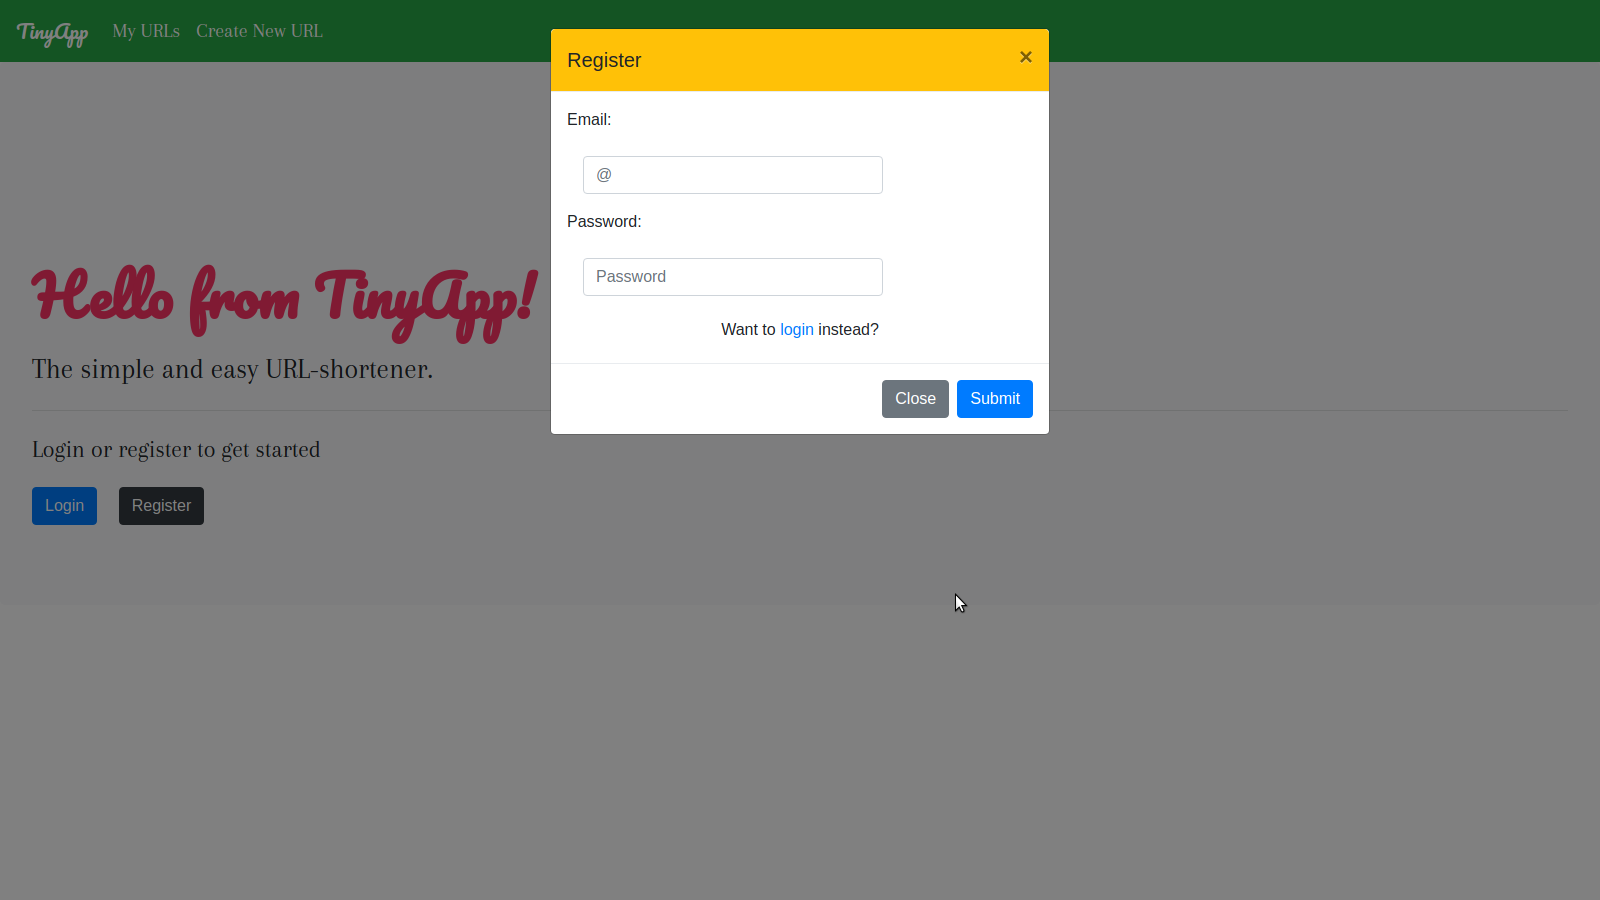 TinyApp My URLs Create New URL
Register ×
Email:
@
Password:
Password
Want to login instead?
Close Submit
Hello from TinyApp!
The simple and easy URL-shortener.
Login or register to get started
Login Register